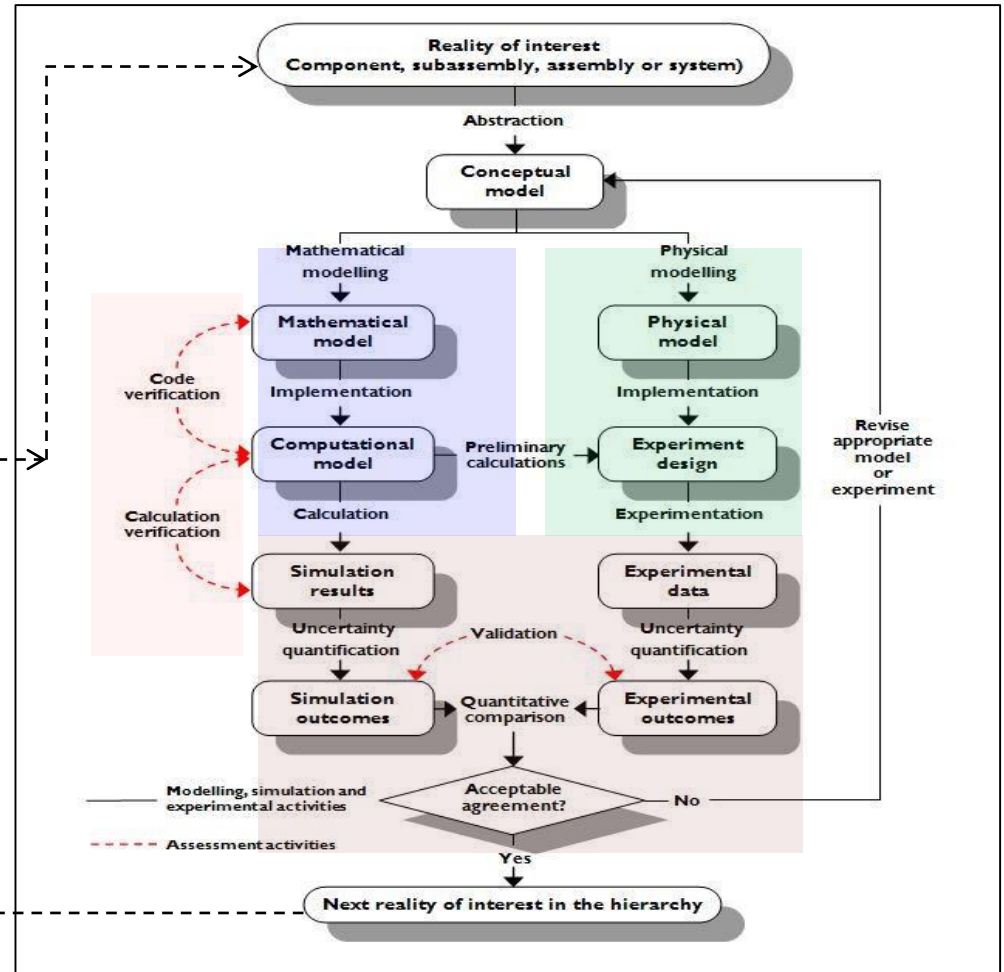 Reality of interest
Component, subassembly, assembly or system)
Abstraction
Conceptual
model
Mathematical
modelling
Physical
modelling
Mathematical
model
Physical
model
Code
verification
Implementation
Implementation
Computational
model
Preliminary
calculations
Experiment
design
Revise
appropriate
model
or
experiment
Calculation
verification
Calculation
Experimentation
Simulation
results
Experimental
data
Uncertainty
quantification
Validation
Uncertainty
quantification
Simulation
outcomes
Quantitative
comparison
Experimental
outcomes
Modelling, simulation and
experimental activities
Acceptable
agreement?
No
Assessment activities
Yes
Next reality of interest in the hierarchy